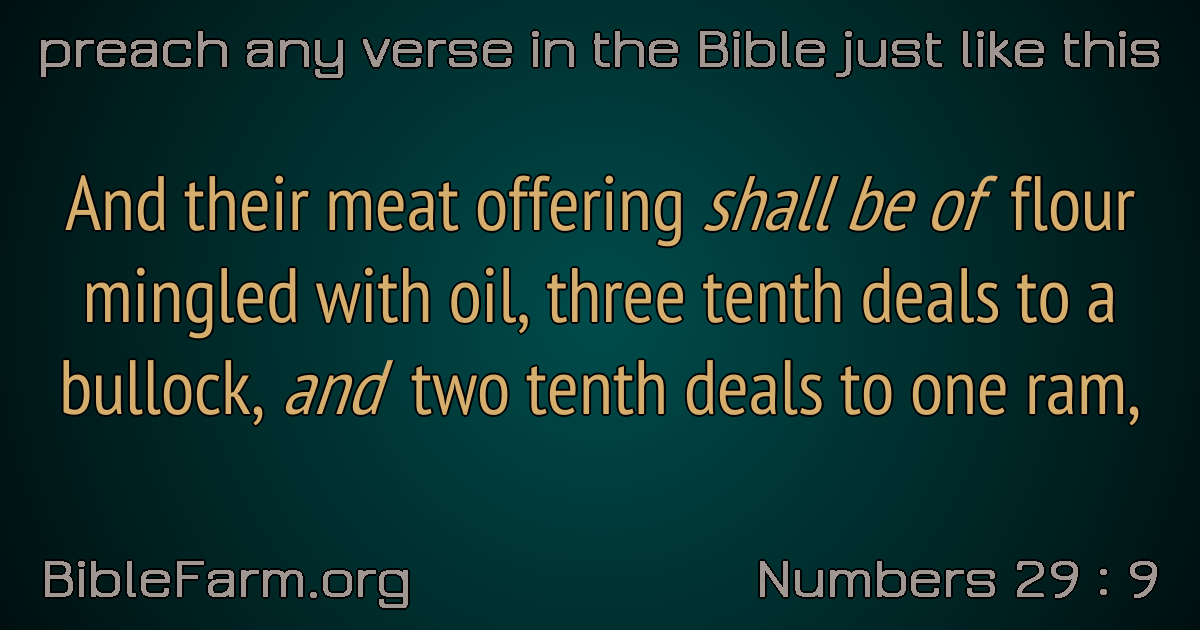 preach any verse in the Bible just like this
And their meat offering shall be of flour
mingled with oil, three tenth deals to a
bullock, and two tenth deals to one ram,
BibleFarm.org
Numbers 29 : 9